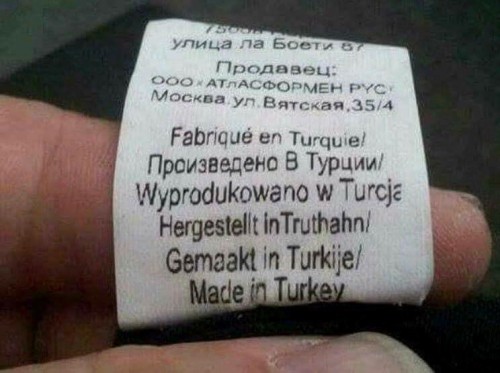 улица ла Боети 87
Продавец:
ООО«АТлАСФОРМЕН РУС»
Москва.ул.Вятская,35/4
Fabriqué en Turquie/
Произведено В Турции/
Wyprodukowano w Turcja
Hergestellt inTruthahn/
Gemaakt in Turkije/
Made in Turkey